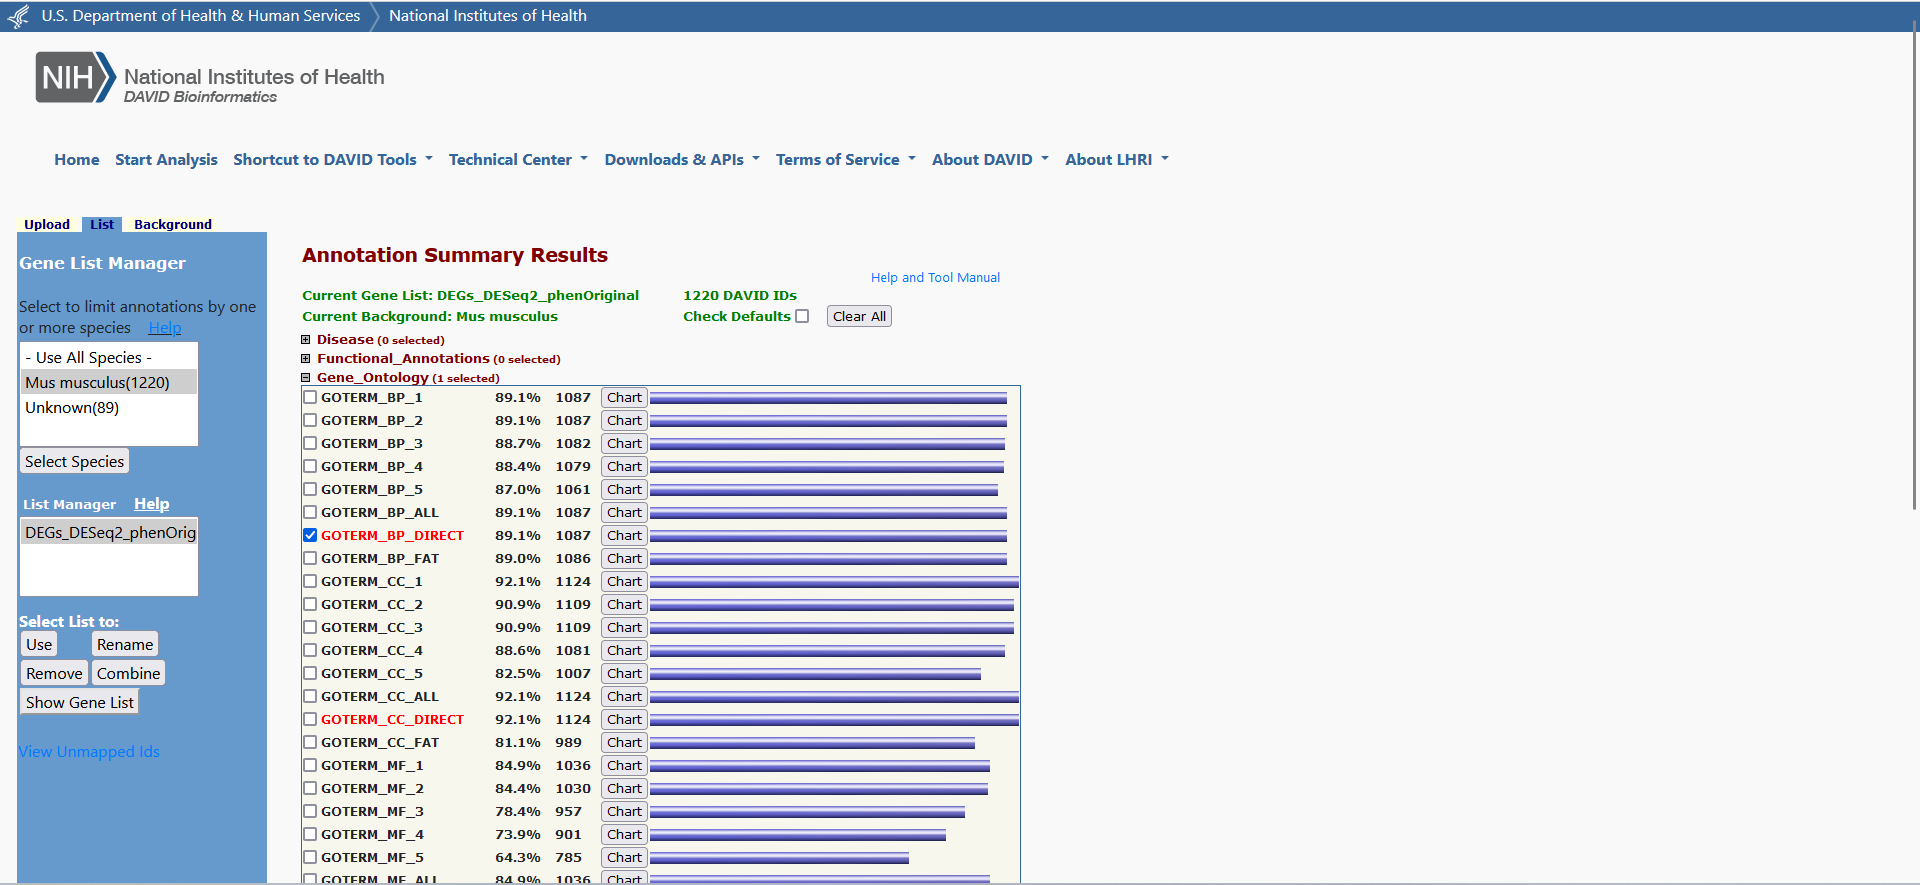 U.S. Department of Health & Human Services National Institutes of Health
NIH National Institutes of Health
DAVID Bioinformatics
Home Start Analysis Shortcut to DAVID Tools Technical Center Downloads & APIs Terms of Service About DAVID About LHRI
Upload List Background
Gene List Manager
Select to limit annotations by one
or more species Help
- Use All Species -
Mus musculus(1220)
Unknown(89)
Select Species
List Manager Help
DEGs_DESeq2_phenOrig
Select List to:
Use Rename
Remove Combine
Show Gene List
View Unmapped Ids
Annotation Summary Results
Help and Tool Manual
Current Gene List: DEGs_DESeq2_phenOriginal 1220 DAVID IDs
Current Background: Mus musculus Check Defaults Clear All
Disease (0 selected)
Functional_Annotations (0 selected)
Gene_Ontology (1 selected)
GOTERM_BP_1 89.1% 1087 Chart
GOTERM_BP_2 89.1% 1087 Chart
GOTERM_BP_3 88.7% 1082 Chart
GOTERM_BP_4 88.4% 1079 Chart
GOTERM_BP_5 87.0% 1061 Chart
GOTERM_BP_ALL 89.1% 1087 Chart
GOTERM_BP_DIRECT 89.1% 1087 Chart
GOTERM_BP_FAT 89.0% 1086 Chart
GOTERM_CC_1 92.1% 1124 Chart
GOTERM_CC_2 90.9% 1109 Chart
GOTERM_CC_3 90.9% 1109 Chart
GOTERM_CC_4 88.6% 1081 Chart
GOTERM_CC_5 82.5% 1007 Chart
GOTERM_CC_ALL 92.1% 1124 Chart
GOTERM_CC_DIRECT 92.1% 1124 Chart
GOTERM_CC_FAT 81.1% 989 Chart
GOTERM_MF_1 84.9% 1036 Chart
GOTERM_MF_2 84.4% 1030 Chart
GOTERM_MF_3 78.4% 957 Chart
GOTERM_MF_4 73.9% 901 Chart
GOTERM_MF_5 64.3% 785 Chart
GOTERM_MF_ALL 84.9% 1036 Chart